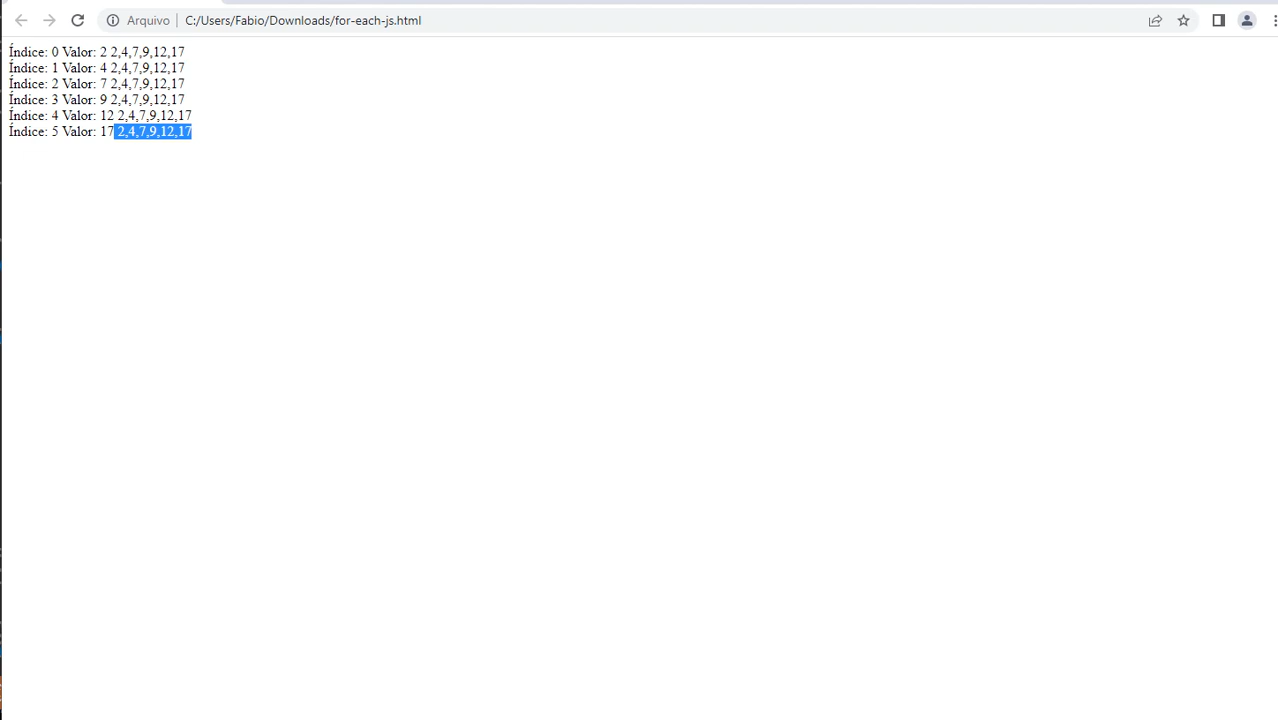 Arquivo C:/Users/Fabio/Downloads/for-each-js.html
Índice: 0 Valor: 2 2,4,7,9,12,17
Índice: 1 Valor: 4 2,4,7,9,12,17
Índice: 2 Valor: 7 2,4,7,9,12,17
Índice: 3 Valor: 9 2,4,7,9,12,17
Índice: 4 Valor: 12 2,4,7,9,12,17
Índice: 5 Valor: 17 2,4,7,9,12,17